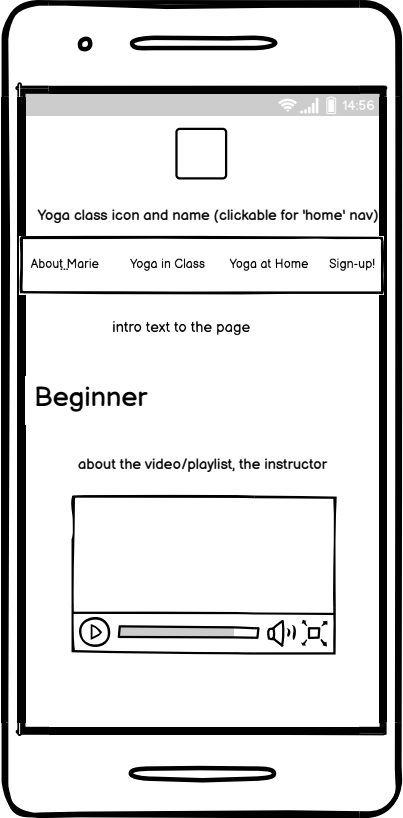 14:56
Yoga class icon and name (clickable for 'home' nav)
About Marie Yoga in Class Yoga at Home Sign-up!
intro text to the page
Beginner
about the video/playlist, the instructor